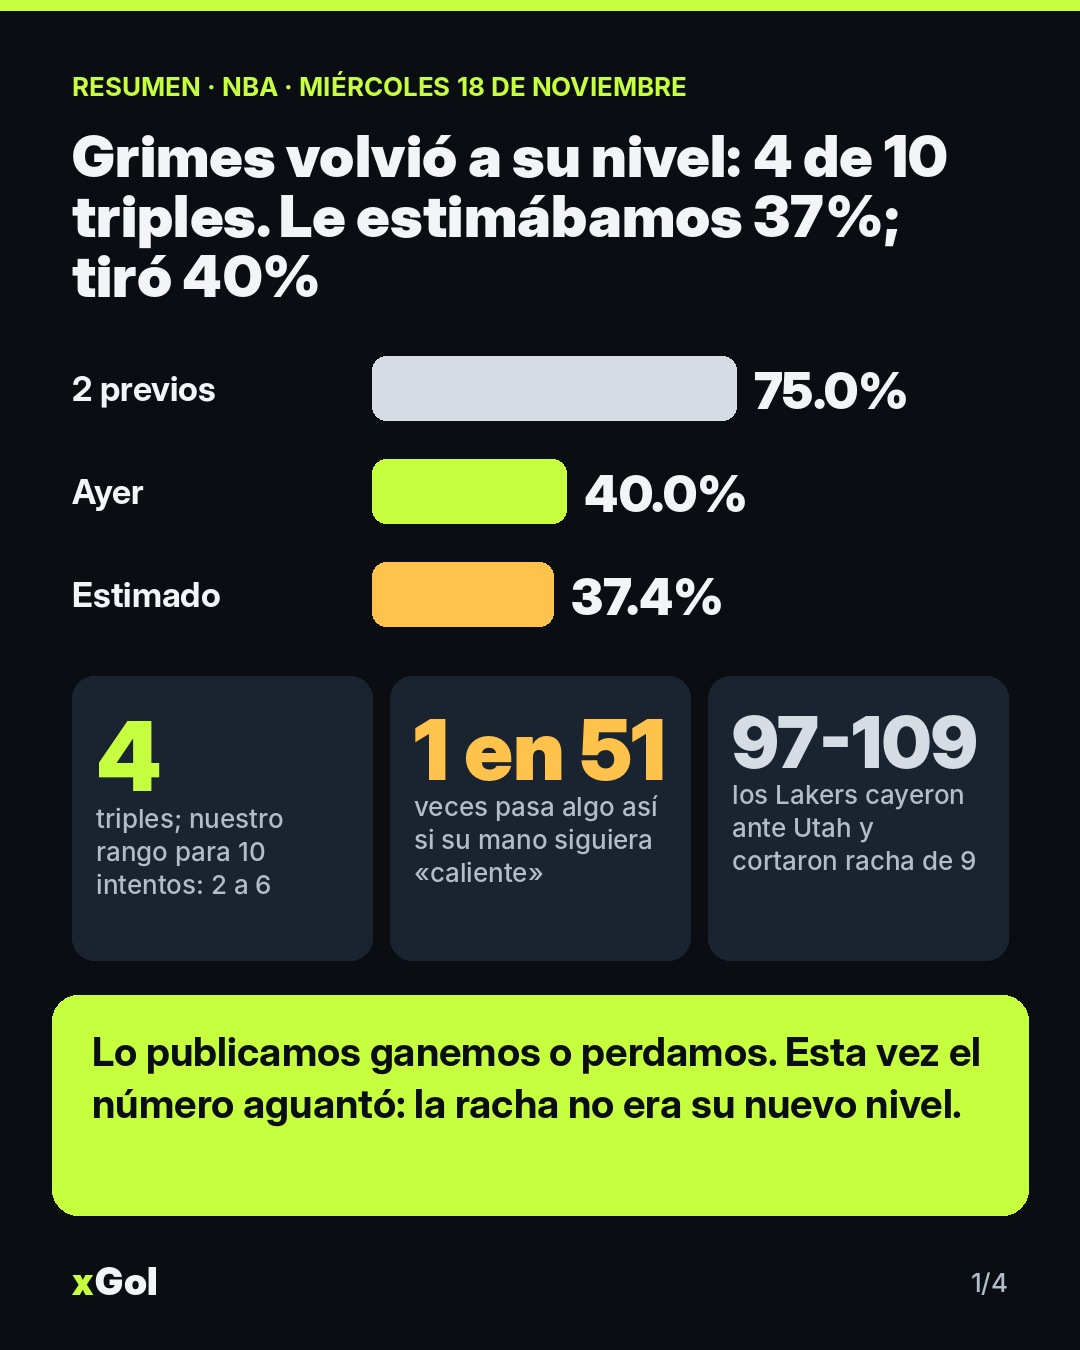 RESUMEN · NBA · MIÉRCOLES 18 DE NOVIEMBRE
Grimes volvió a su nivel: 4 de 10
triples. Le estimábamos 37%;
tiró 40%
2 previos
75.0%
Ayer
40.0%
Estimado
37.4%
4
triples; nuestro
rango para 10
intentos: 2 a 6
1 en 51
veces pasa algo así
si su mano siguiera
«caliente»
97-109
los Lakers cayeron
ante Utah y
cortaron racha de 9
Lo publicamos ganemos o perdamos. Esta vez el
número aguantó: la racha no era su nuevo nivel.
xGol
1/4